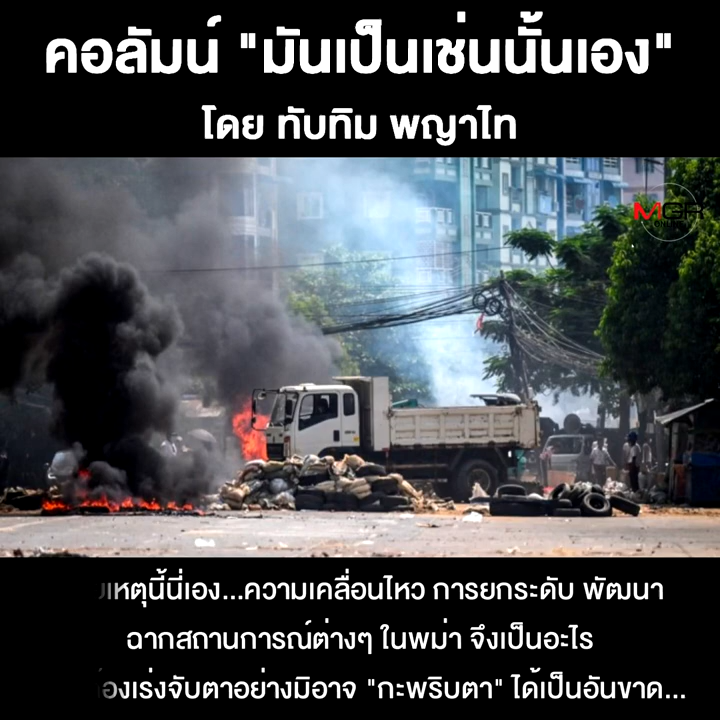 คอลัมน์ "มันเป็นเช่นนั้นเอง"
โดย ทับทิม พญาไท
MGR
เหตุนี้นี่เอง...ความเคลื่อนไหว การยกระดับ พัฒนา
ฉากสถานการณ์ต่างๆ ในพม่า จึงเป็นอะไร
องเร่งจับตาอย่างมิอาจ "กะพริบตา" ได้เป็นอันขาด...